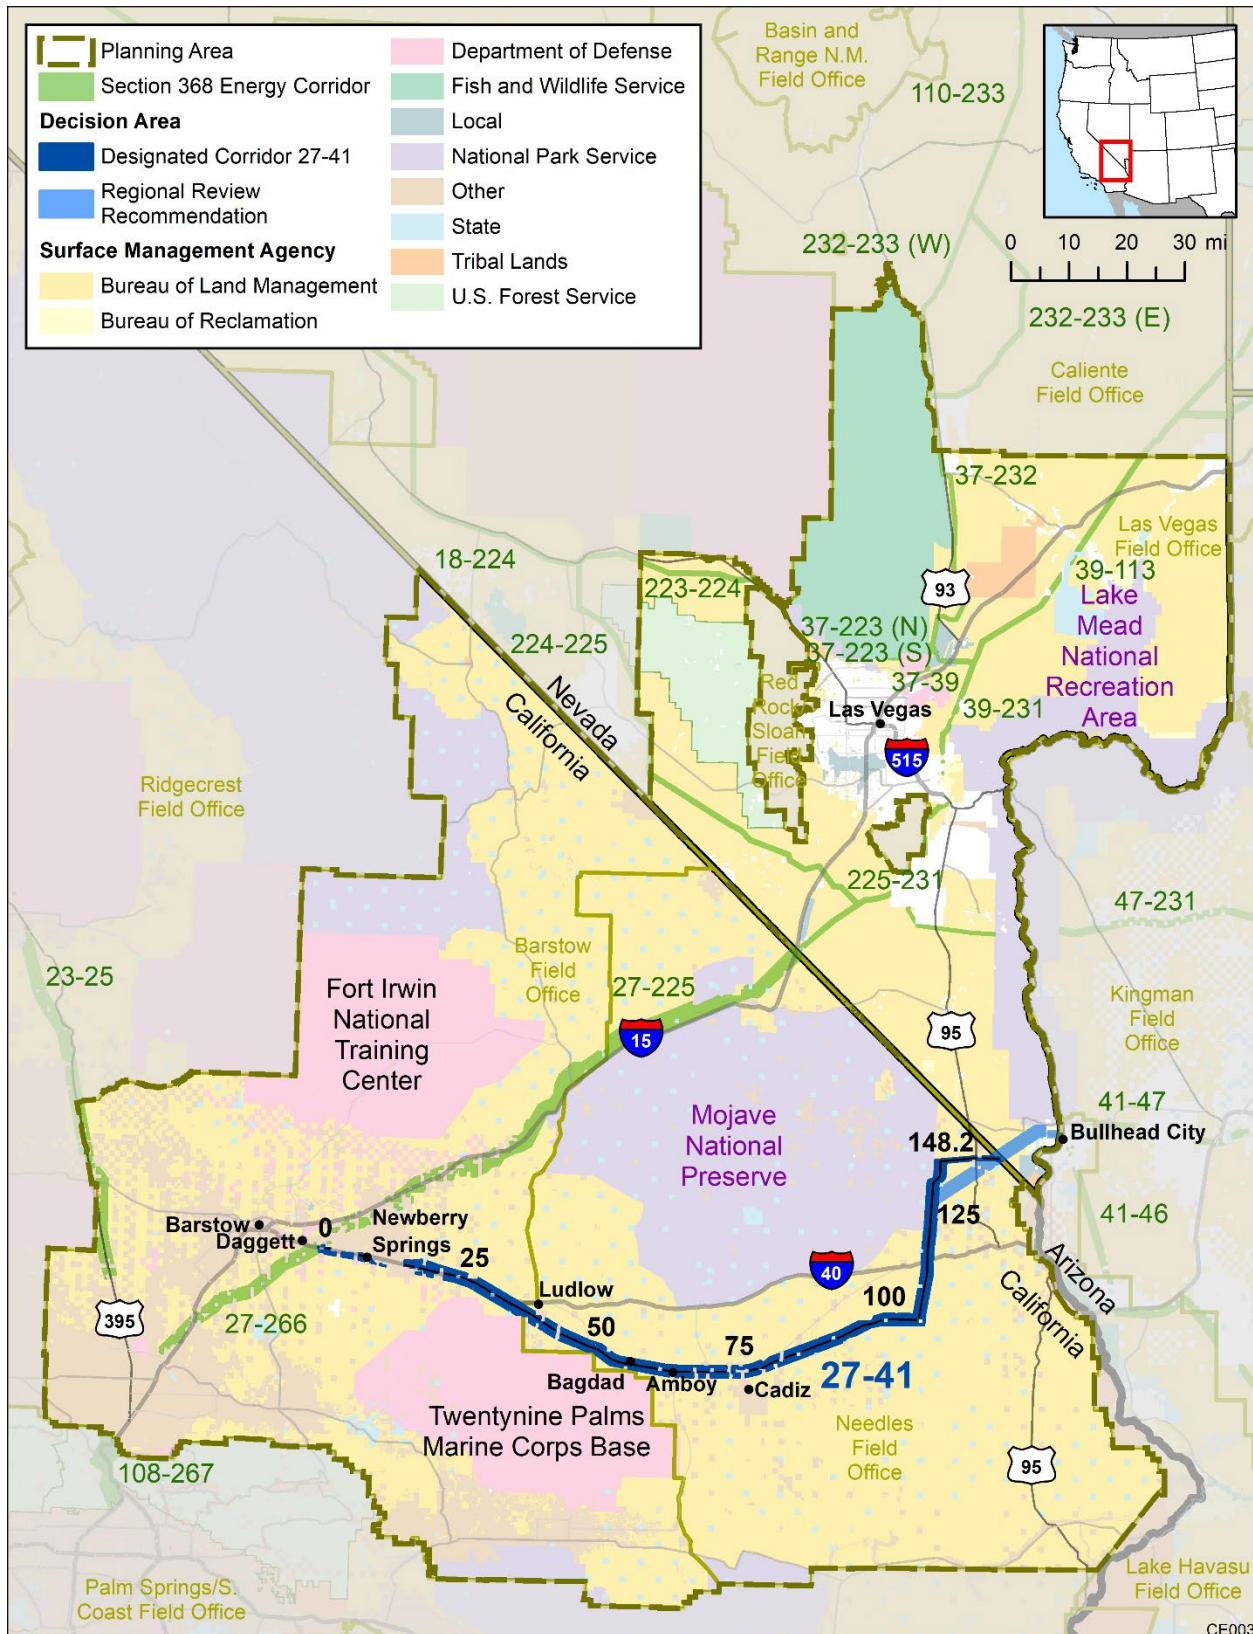 Planning Area
Section 368 Energy Corridor
Decision Area
Designated Corridor 27-41
Regional Review
Recommendation
Surface Management Agency
Bureau of Land Management
Bureau of Reclamation
Department of Defense
Fish and Wildlife Service
Local
National Park Service
Other
State
Tribal Lands
U.S. Forest Service
Basin and
Range N.M.
Field Office
110-233
232-233 (W)
0 10 20 30 mi
232-233 (E)
Caliente
Field Office
37-232
Las Vegas
Field Office
39-113
93
Lake
Mead
National
Recreation
Area
18-224
223-224
224-225
37-223 (N)
37-223 (S)
37-39
Red
Rock/
Sloan
Field
Office
Las Vegas
39-231
515
Nevada
California
Ridgecrest
Field Office
225-231
47-231
23-25
Barstow
Field
Office
27-225
Fort Irwin
National
Training
Center
15
95
Kingman
Field
Office
Mojave
National
Preserve
41-47
Bullhead City
148.2
125
41-46
Barstow
Daggett
0
Newberry
Springs
25
Ludlow
40
Arizona
California
395
27-266
50
75
100
27-41
Bagdad
Amboy
Cadiz
Twentynine Palms
Marine Corps Base
Needles
Field
Office
95
108-267
Palm Springs/S.
Coast Field Office
Lake Havasu
Field Office
CE003